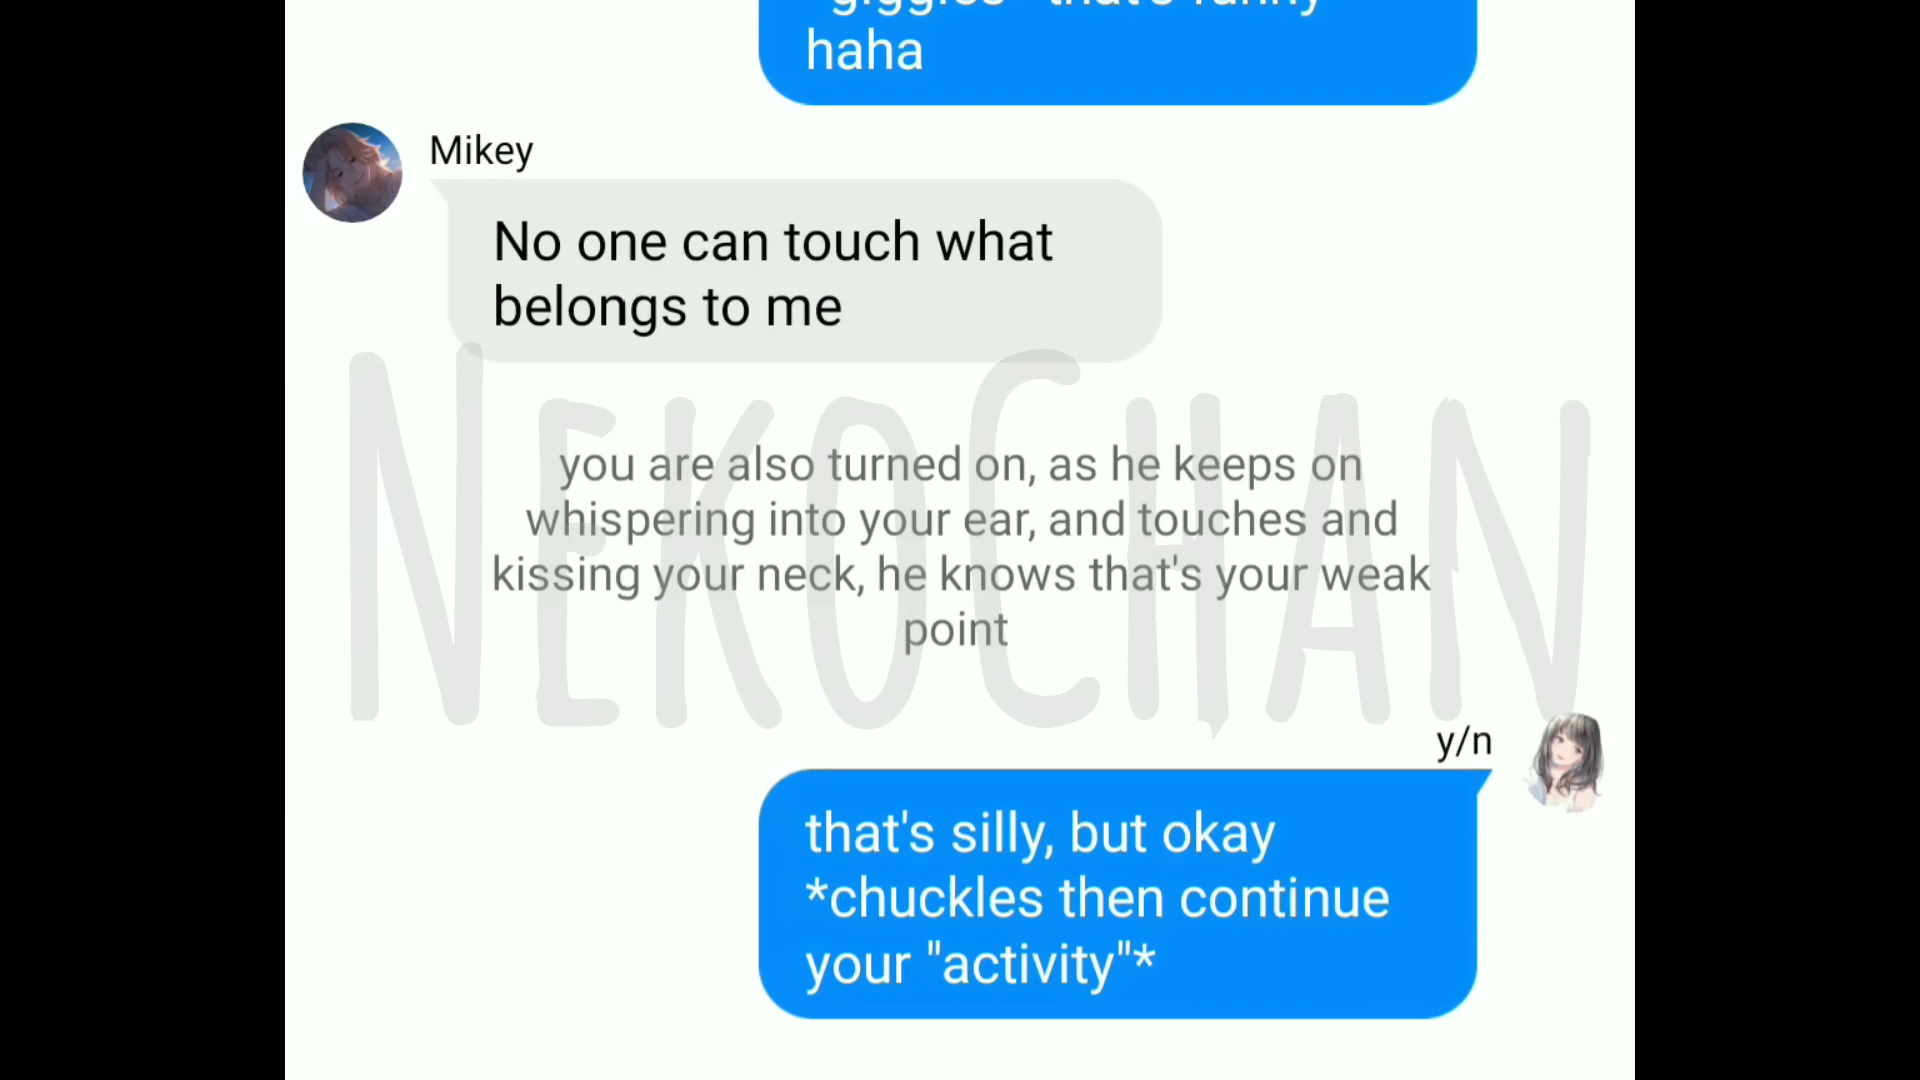 *giggles* that's funny
haha
Mikey
No one can touch what
belongs to me
NEKOCHAN
you are also turned on, as he keeps on
whispering into your ear, and touches and
kissing your neck, he knows that's your weak
point
y/n
that's silly, but okay
*chuckles then continue
your "activity"*